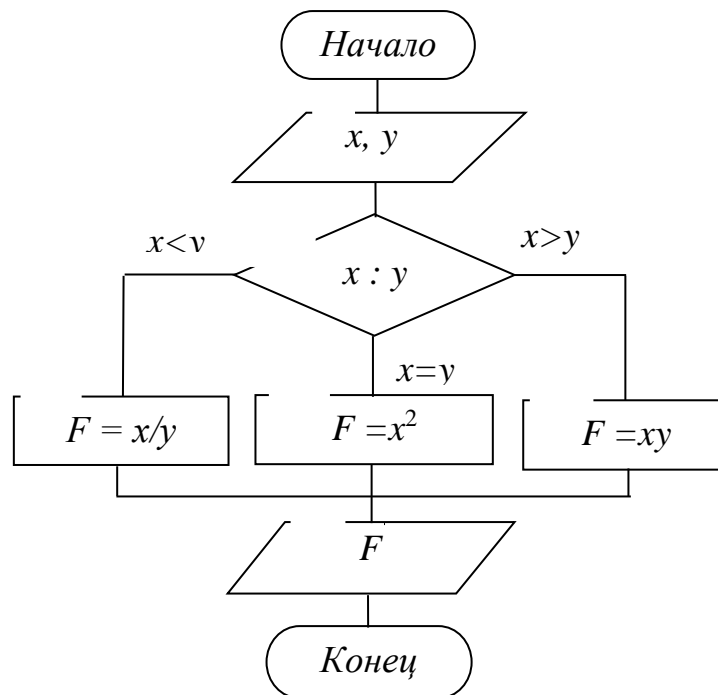 Начало
x, y
x<y
x>y
x : y
x=y
F = x/y
F =x²
F =xy
F
Конец